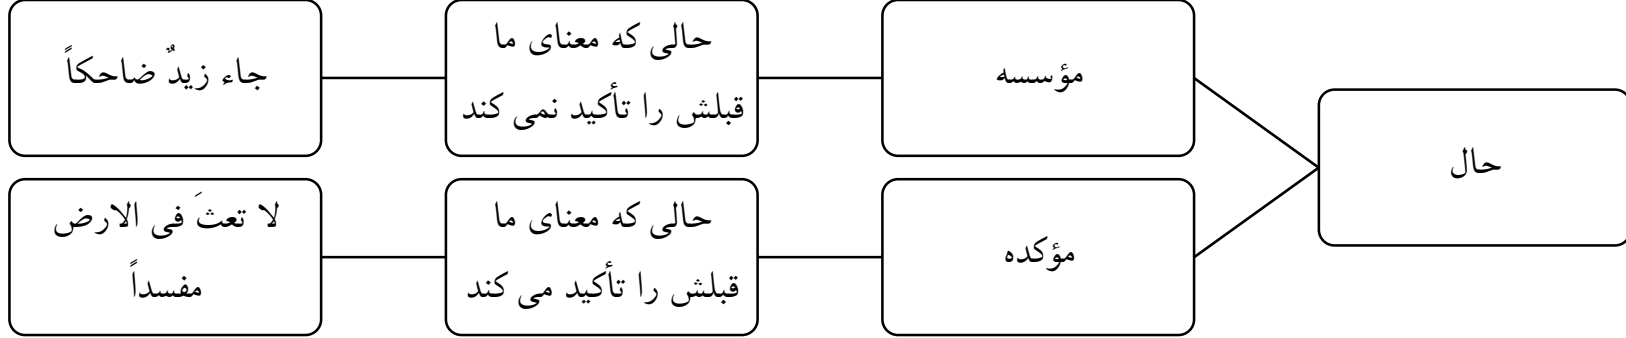 حال
مؤسسه
حالی که معنای ما
قبلش را تأکید نمی کند
جاء زیدٌ ضاحکاً
مؤکده
حالی که معنای ما
قبلش را تأکید می کند
لا تعثَ فی الارض
مفسداً